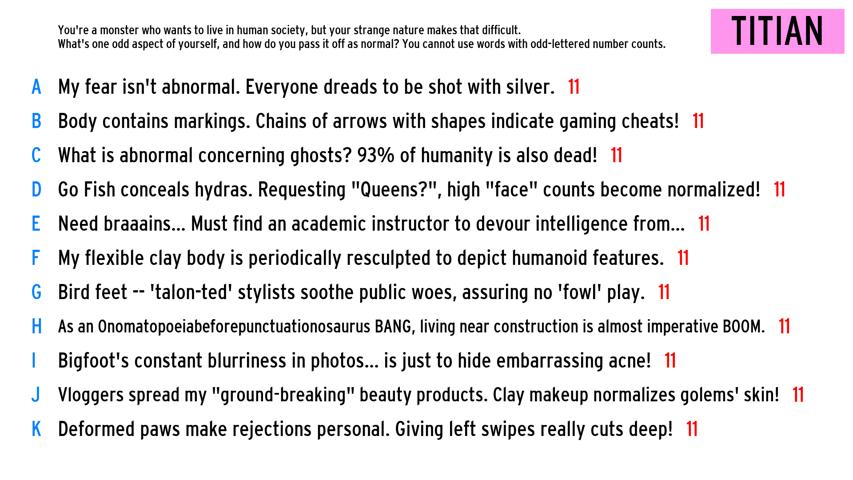 You're a monster who wants to live in human society, but your strange nature makes that difficult.
What's one odd aspect of yourself, and how do you pass it off as normal? You cannot use words with odd-lettered number counts.
TITIAN
A My fear isn't abnormal. Everyone dreads to be shot with silver. 11
B Body contains markings. Chains of arrows with shapes indicate gaming cheats! 11
C What is abnormal concerning ghosts? 93% of humanity is also dead! 11
D Go Fish conceals hydras. Requesting "Queens?", high "face" counts become normalized! 11
E Need braaains... Must find an academic instructor to devour intelligence from... 11
F My flexible clay body is periodically resculpted to depict humanoid features. 11
G Bird feet -- 'talon-ted' stylists soothe public woes, assuring no 'fowl' play. 11
H As an Onomatopoeiabeforepunctuationosaurus BANG, living near construction is almost imperative BOOM. 11
I Bigfoot's constant blurriness in photos... is just to hide embarrassing acne! 11
J Vloggers spread my "ground-breaking" beauty products. Clay makeup normalizes golems' skin! 11
K Deformed paws make rejections personal. Giving left swipes really cuts deep! 11